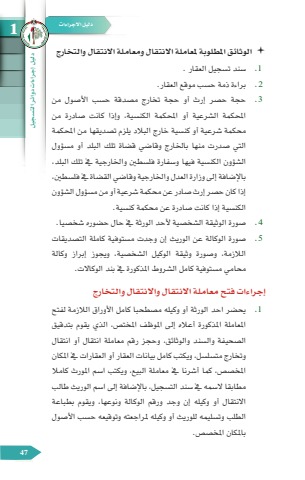 دليل الاجراءات
1
دليل إجراءات دوائر التسجيل
الوثائق المطلوبة لمعاملة الانتقال ومعاملة الانتقال والتخارج
1. سند تسجيل العقار .
2. براءة ذمة حسب موقع العقار.
3. حجة حصر إرث أو حجة تخارج مصدقة حسب الأصول من
المحكمة الشرعية أو المحكمة الكنسية، وإذا كانت صادرة من
محكمة شرعية أو كنسية خارج البلاد يلزم تصديقها من المحكمة
التي صدرت منها بالخارج وقاضي قضاة تلك البلد أو مسؤول
الشؤون الكنسية فيها وسفارة فلسطين والخارجية في تلك البلد،
بالإضافة إلى وزارة العدل والخارجية وقاضي القضاة في فلسطين،
إذا كان حصر إرث صادر عن محكمة شرعية أو من مسؤول الشؤون
الكنسية إذا كانت صادرة عن محكمة كنسية.
4. صورة الوثيقة الشخصية لأحد الورثة في حال حضوره شخصيا.
5. صورة الوكالة عن الوريث إن وجدت مستوفية كاملة التصديقات
اللازمة، وصورة وثيقة الوكيل الشخصية، ويجوز إبراز وكالة
محامي مستوفية كامل الشروط المذكورة في بند الوكالات.
إجراءات فتح معاملة الانتقال والانتقال والتخارج
1. يحضر احد الورثة أو وكيله مصطحبا كامل الأوراق اللازمة لفتح
المعاملة المذكورة أعلاه إلى الموظف المختص، الذي يقوم بتدقيق
الصحيفة والسند والوثائق، وحجز رقم معاملة انتقال أو انتقال
وتخارج متسلسل، ويكتب كامل بيانات العقار أو العقارات في المكان
المخصص، كما أشرنا في معاملة البيع، ويكتب اسم المورث كاملا
مطابقا لاسمه في سند التسجيل، بالإضافة إلى اسم الوريث طالب
الانتقال أو وكيله إن وجد ورقم الوكالة ونوعها، ويقوم بطباعة
الطلب وتسليمه للوريث أو وكيله لمراجعته وتوقيعه حسب الأصول
بالمكان المخصص.
47